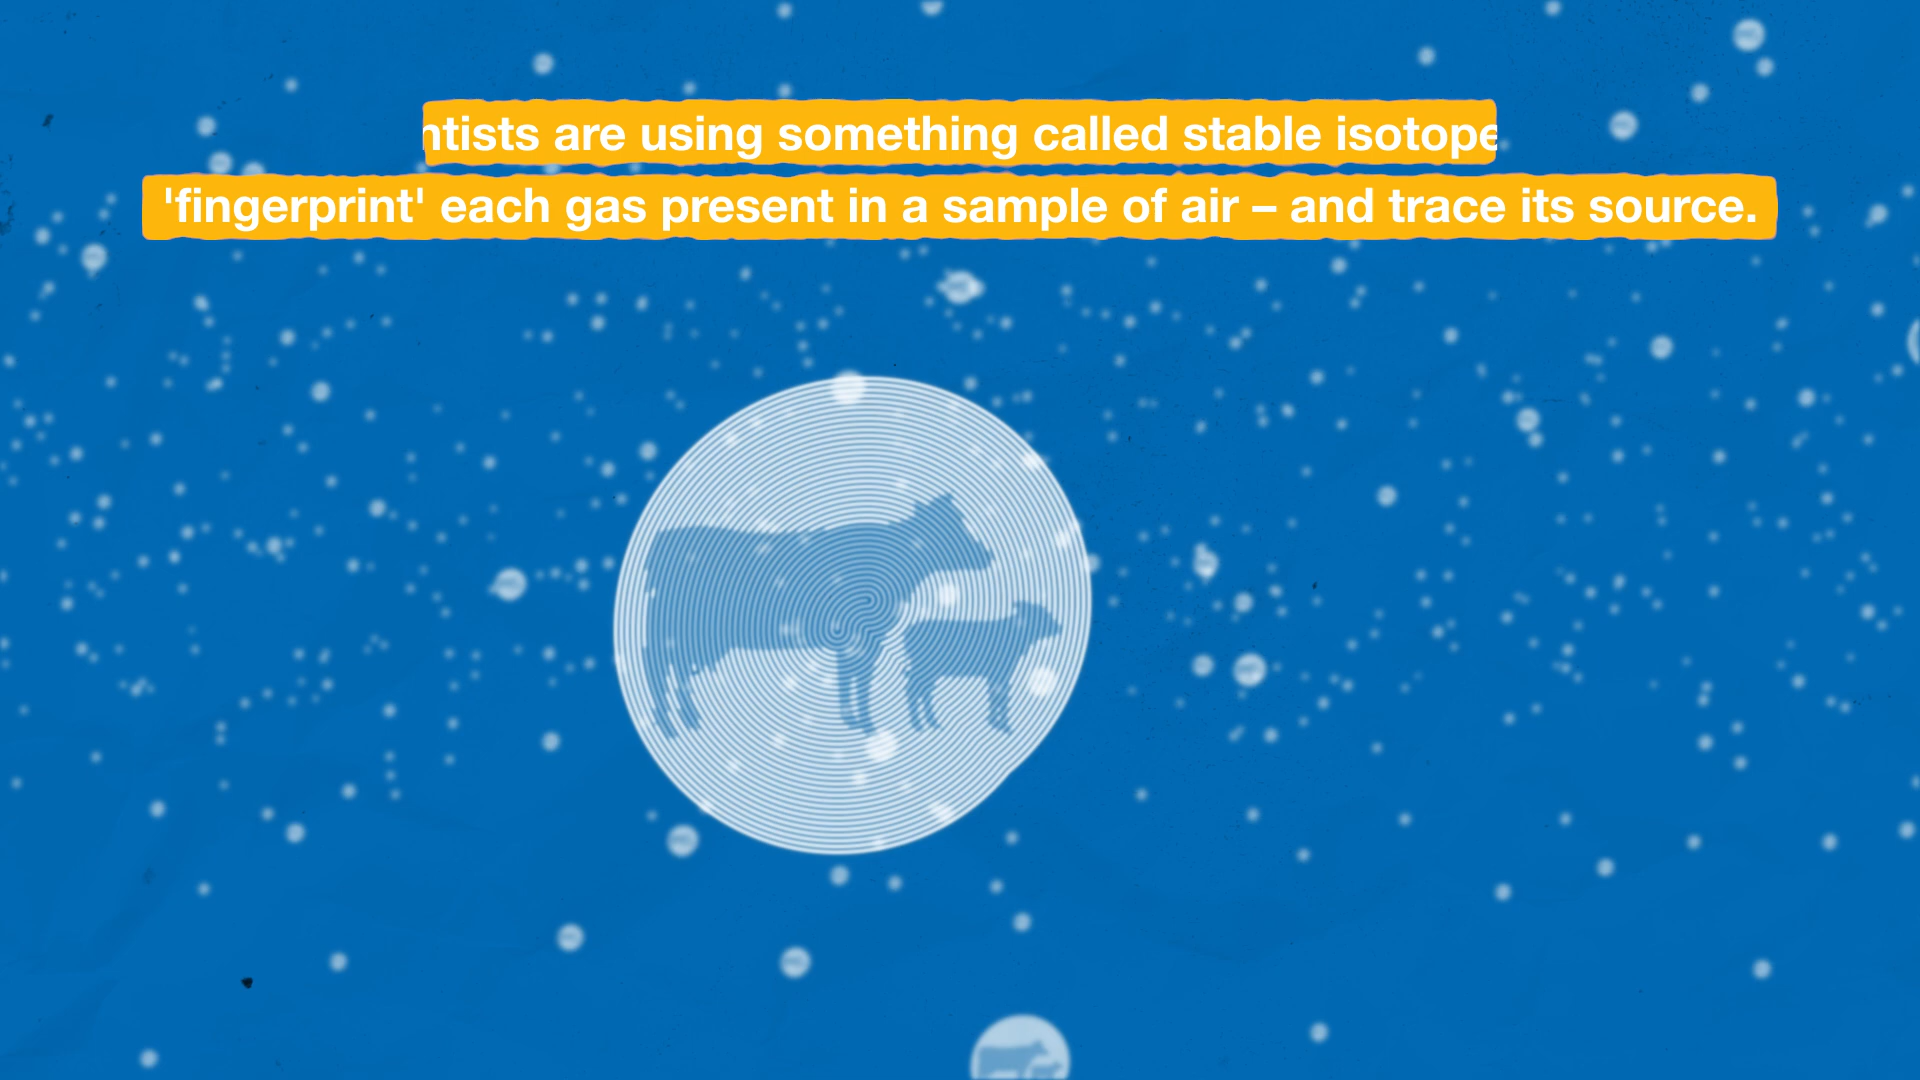 ntists are using something called stable isotope
'fingerprint' each gas present in a sample of air – and trace its source.